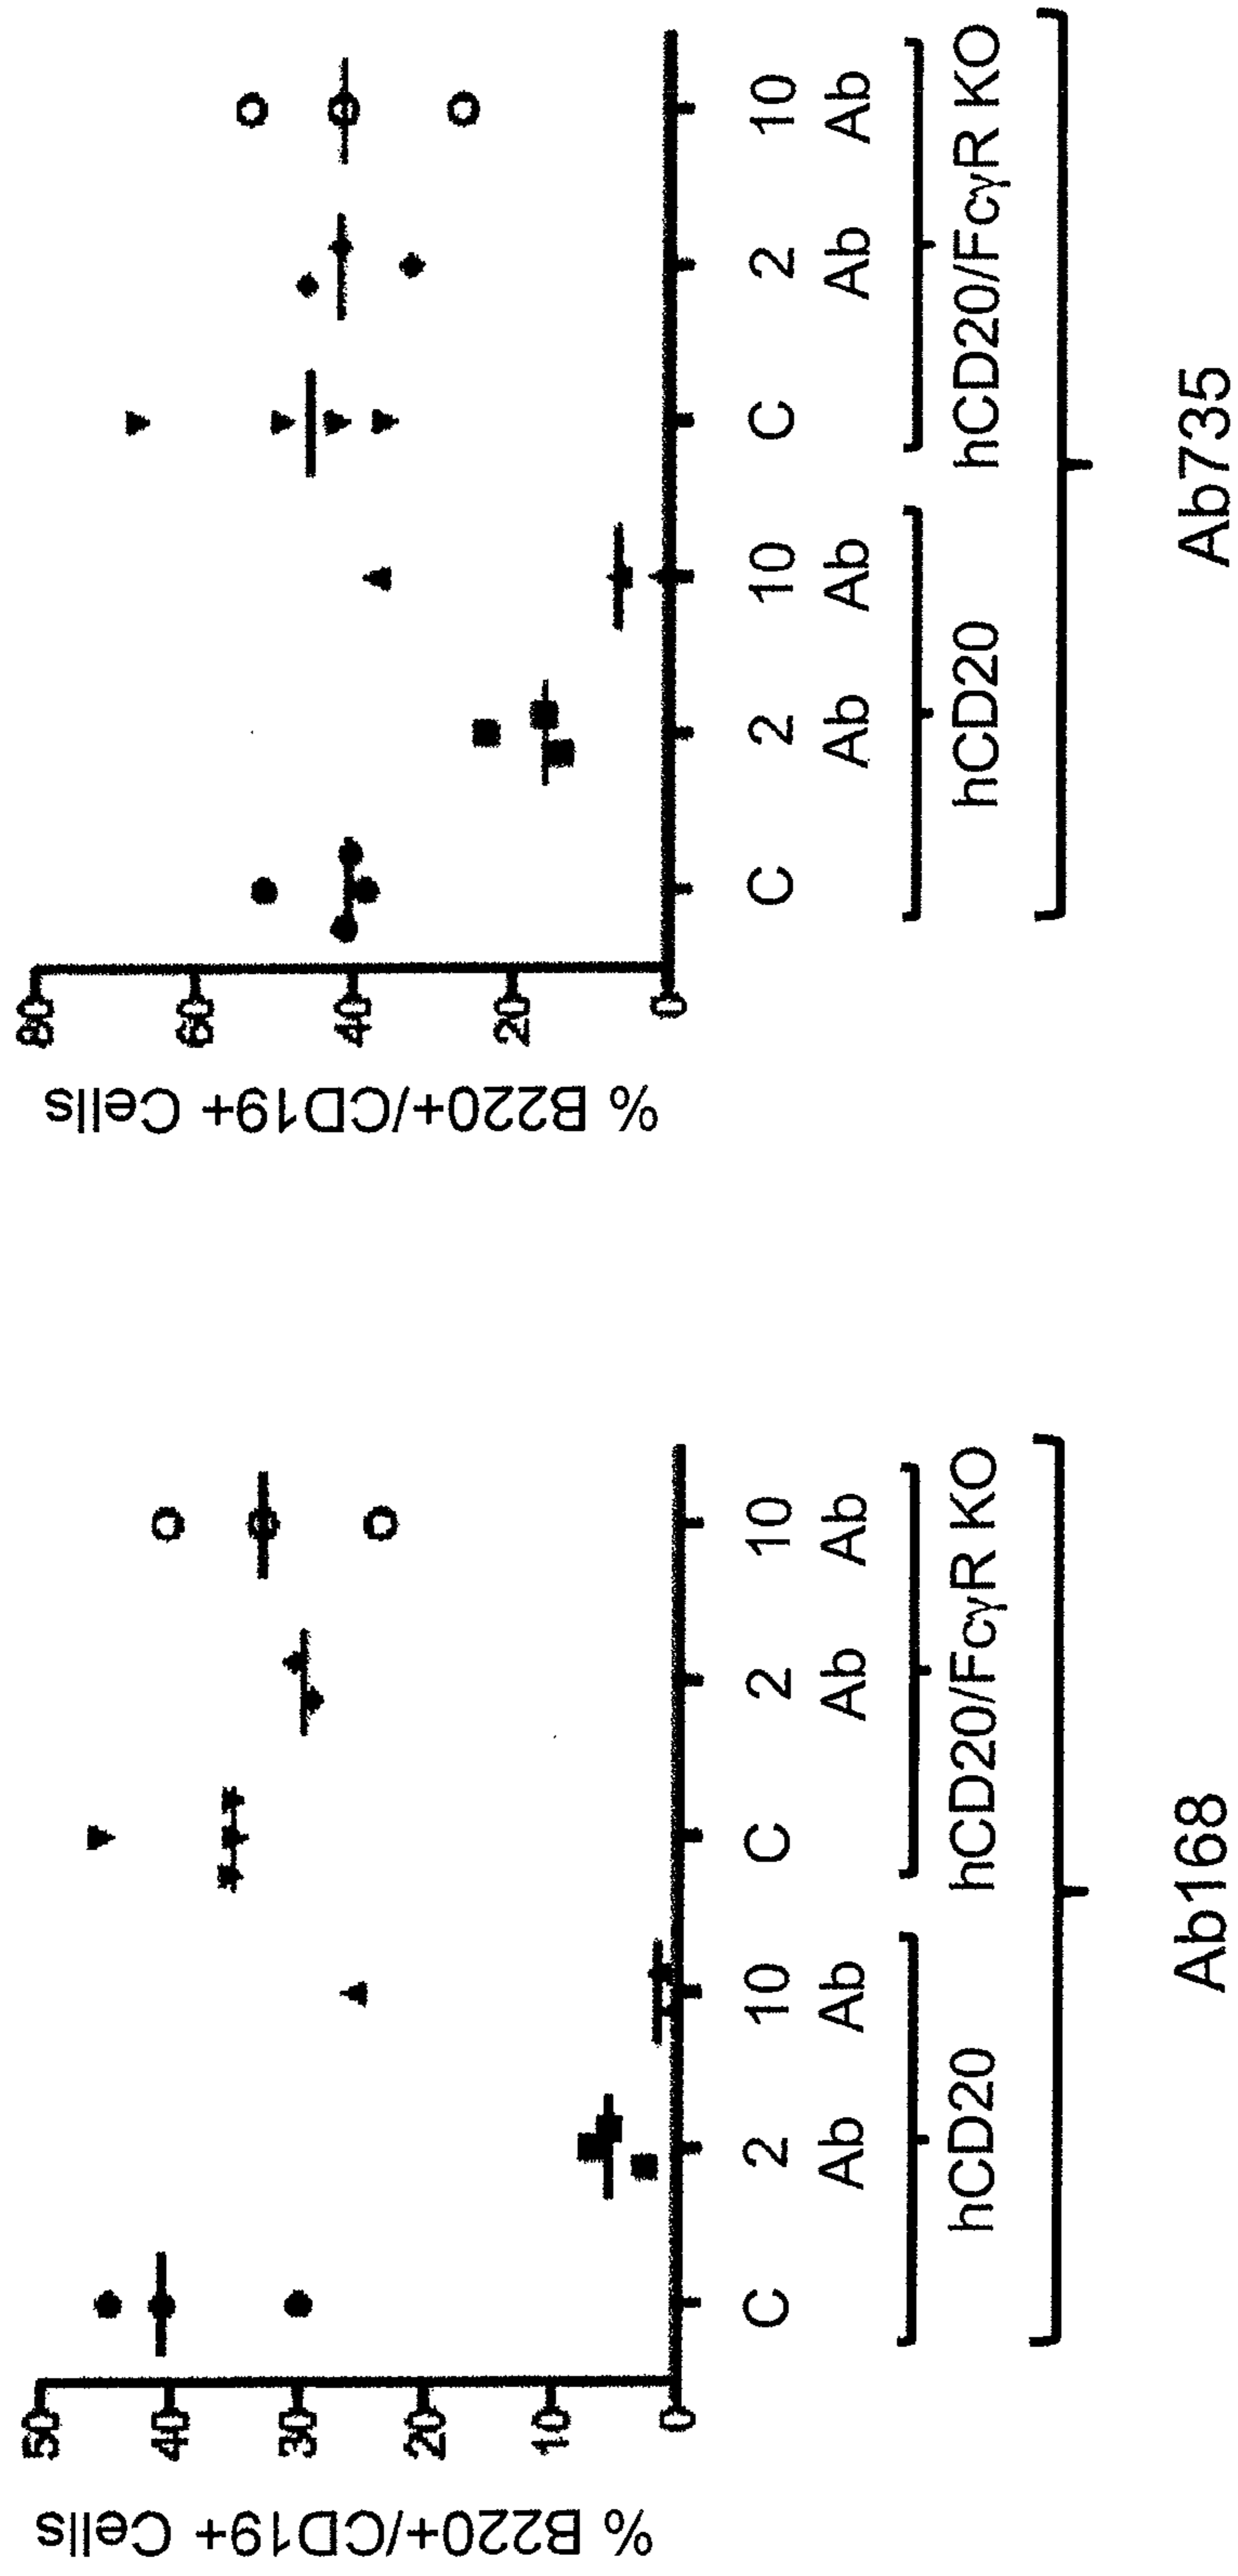 % B220+/CD19+ Cells
50
40
30
20
10
0
C 2 10 C 2 10
Ab Ab Ab Ab
hCD20 hCD20/FcγR KO
Ab168
% B220+/CD19+ Cells
80
60
40
20
0
C 2 10 C 2 10
Ab Ab Ab Ab
hCD20 hCD20/FcγR KO
Ab735